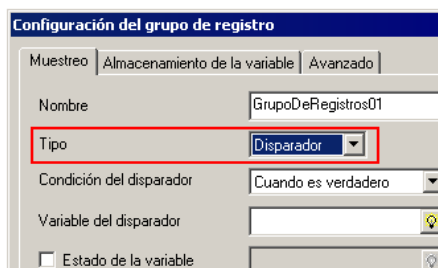 Configuración del grupo de registro
Muestreo Almacenamiento de la variable Avanzado
Nombre GrupoDeRegistros01
Tipo Disparador
Condición del disparador Cuando es verdadero
Variable del disparador
Estado de la variable